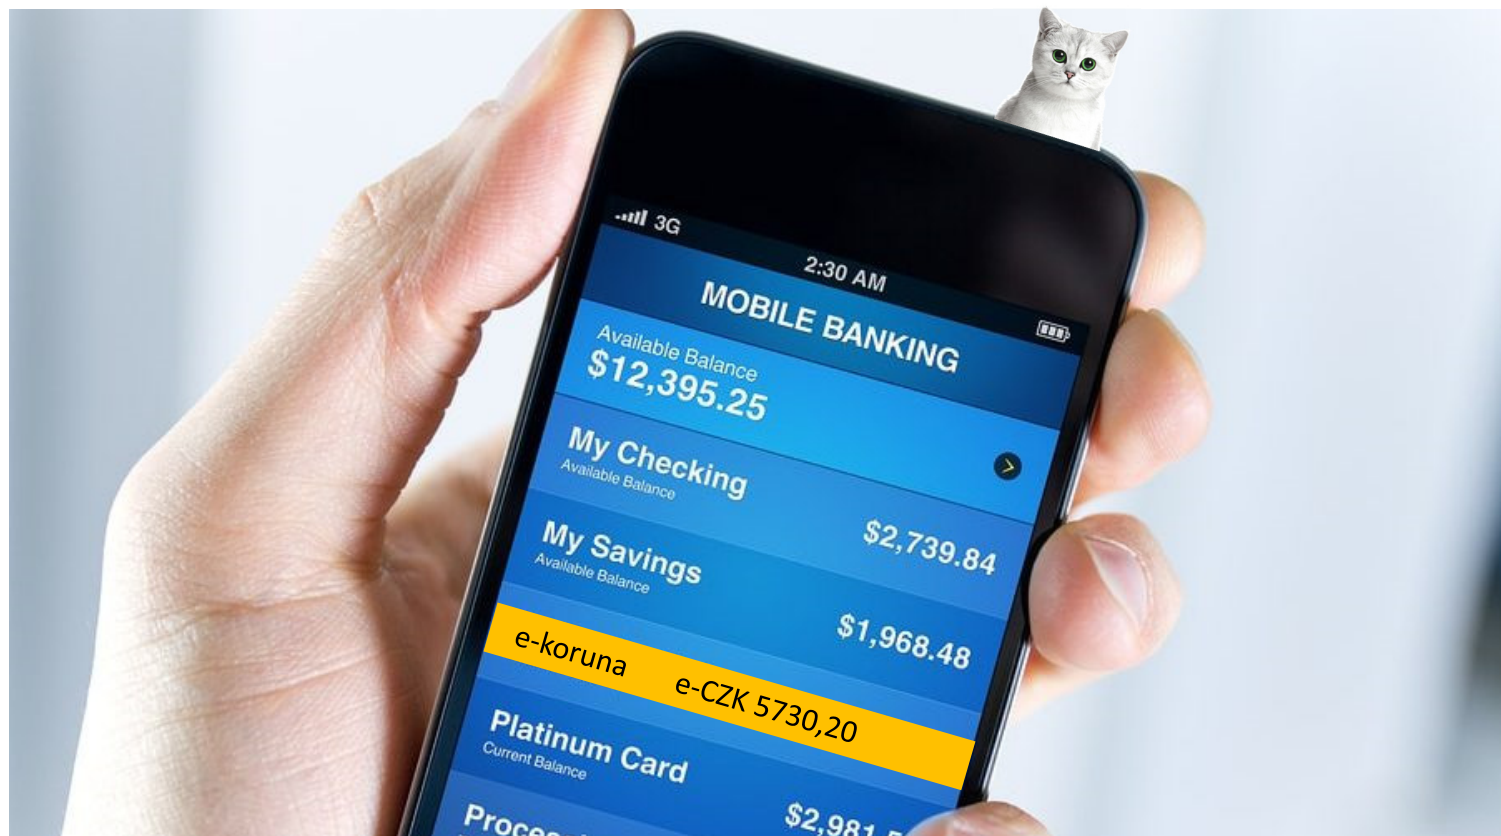 3G
2:30 AM
MOBILE BANKING
Available Balance
$12,395.25
My Checking
Available Balance
$2,739.84
My Savings
Available Balance
$1,968.48
e-koruna e-CZK 5730,20
Platinum Card
Current Balance